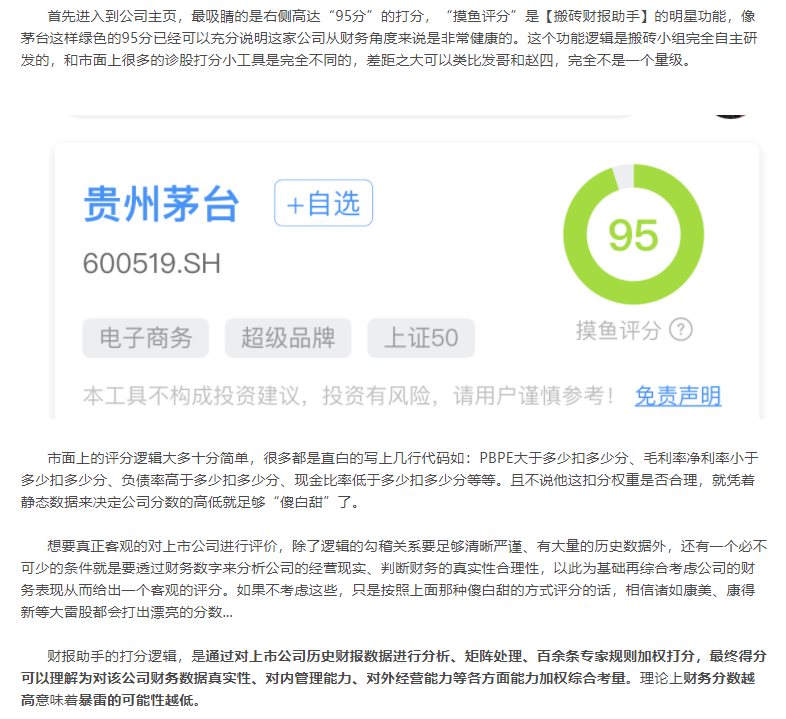 首先进入到公司主页，最吸睛的是右侧高达“95分”的打分，“摸鱼评分”是【搬砖财报助手】的明星功能，像
茅台这样绿色的95分已经可以充分说明这家公司从财务角度来说是非常健康的。这个功能逻辑是搬砖小组完全自主研
发的，和市面上很多的诊股打分小工具是完全不同的，差距之大可以类比发哥和赵四，完全不是一个量级。
贵州茅台 +自选
95
600519.SH
摸鱼评分 ?
电子商务 超级品牌 上证50
本工具不构成投资建议，投资有风险，请用户谨慎参考！ 免责声明
市面上的评分逻辑大多十分简单，很多都是直白的写上几行代码如：PBPE大于多少扣多少分、毛利率净利率小于
多少扣多少分、负债率高于多少扣多少分、现金比率低于多少扣多少分等等。且不说他这扣分权重是否合理，就凭着
静态数据来决定公司分数的高低就足够“傻白甜”了。
想要真正客观的对上市公司进行评价，除了逻辑的勾稽关系要足够清晰严谨、有大量的历史数据外，还有一个必不
可少的条件就是要透过财务数字来分析公司的经营现实、判断财务的真实性合理性，以此为基础再综合考虑公司的财
务表现从而给出一个客观的评分。如果不考虑这些，只是按照上面那种傻白甜的方式评分的话，相信诸如康美、康得
新等大雷股都会打出漂亮的分数...
财报助手的打分逻辑，是通过对上市公司历史财报数据进行分析、矩阵处理、百余条专家规则加权打分，最终得分
可以理解为对该公司财务数据真实性、对内管理能力、对外经营能力等各方面能力加权综合考量。理论上财务分数越
高意味着暴雷的可能性越低。